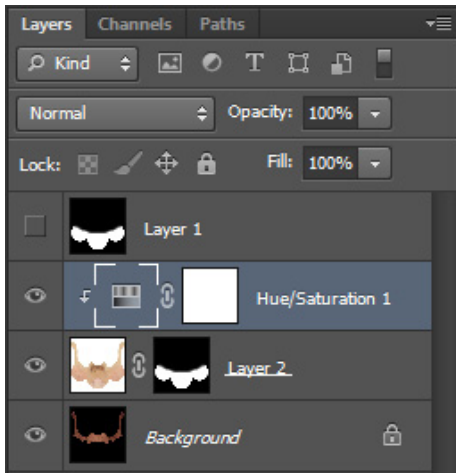 Layers Channels Paths
Kind T
Normal Opacity: 100%
Lock: Fill: 100%
Layer 1
Hue/Saturation 1
Layer 2
Background